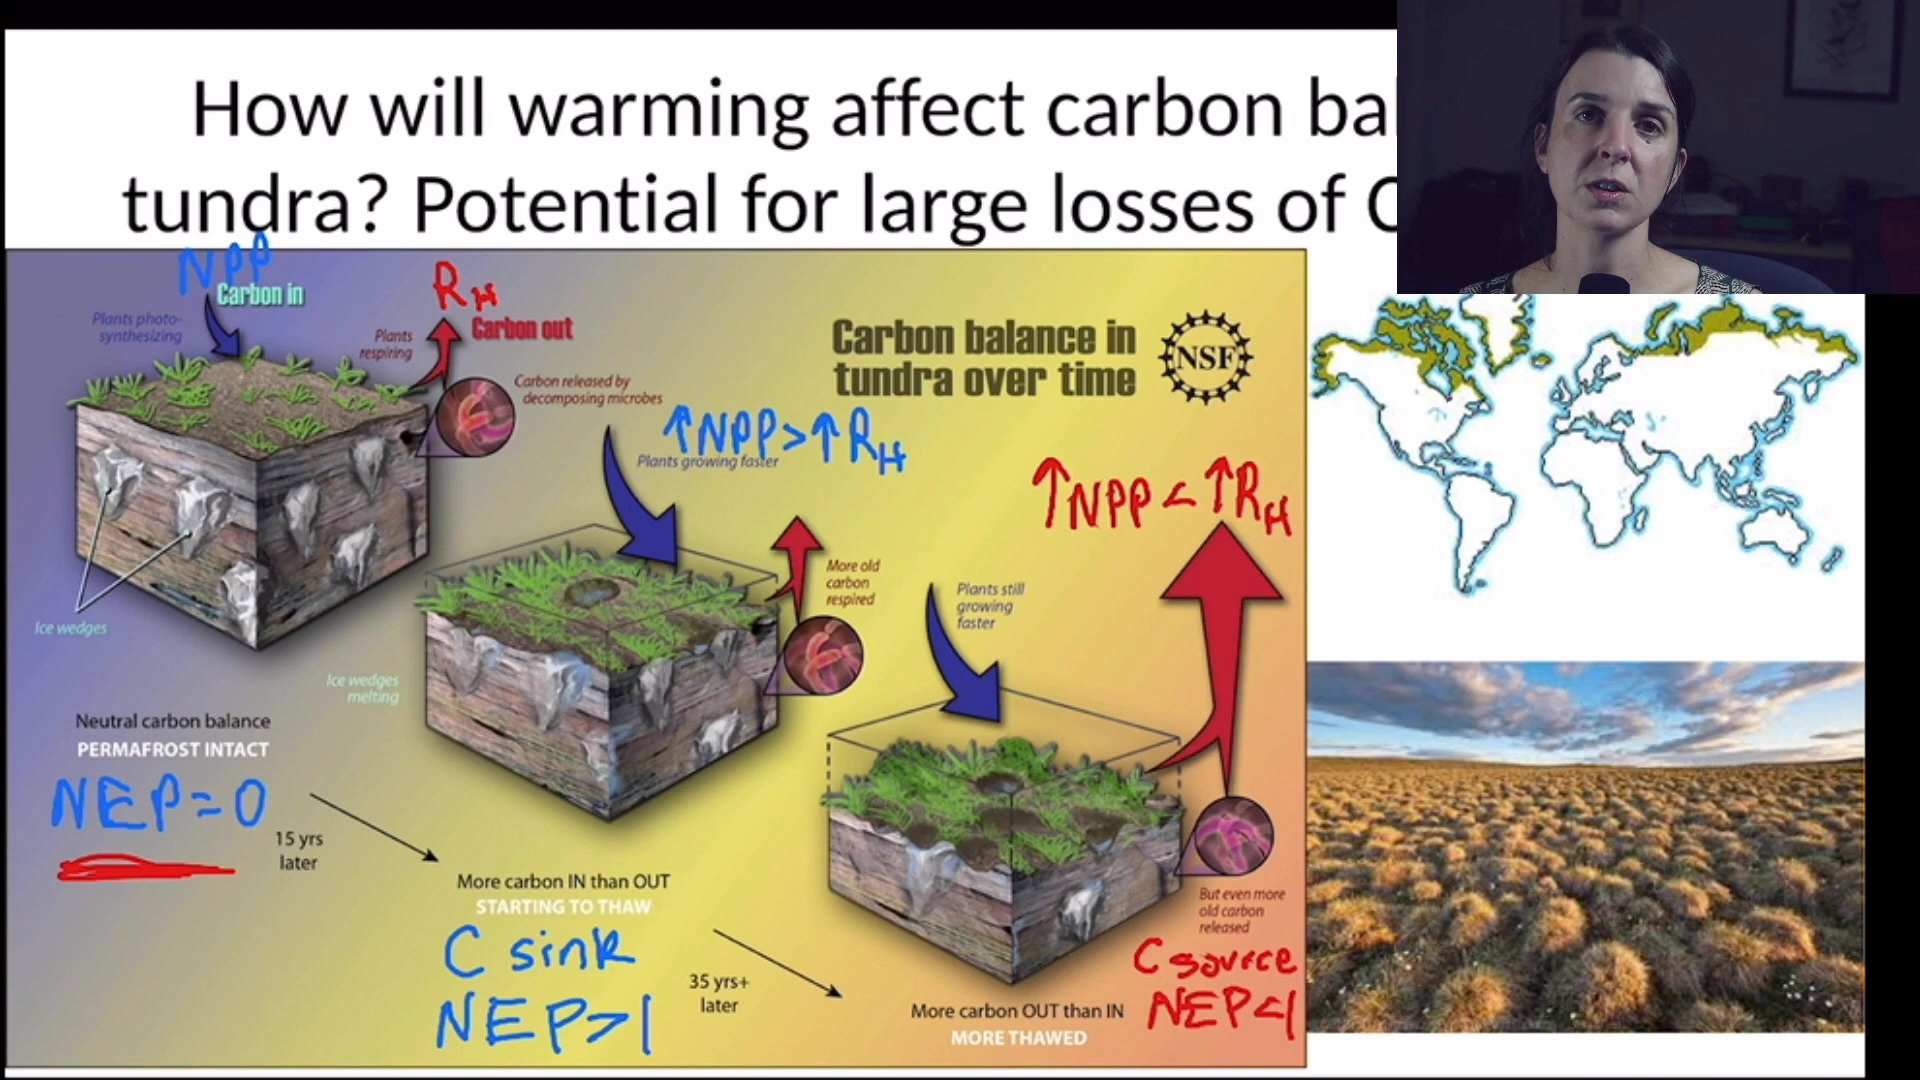 How will warming affect carbon ba
tundra? Potential for large losses of C
NPP
Carbon in
Plants photo-
synthesizing
RH
Carbon out
Plants
respiring
Carbon released by
decomposing microbes
Ice wedges
Neutral carbon balance
PERMAFROST INTACT
NEP=0
15 yrs
later
Carbon balance in
tundra over time
NSF
↑NPP>↑RH
Plants growing faster
More old
carbon
respired
Ice wedges
melting
More carbon IN than OUT
STARTING TO THAW
C sink
NEP>1
35 yrs+
later
↑NPP<↑RH
Plants still
growing
faster
But even more
old carbon
released
C source
NEP<1
More carbon OUT than IN
MORE THAWED